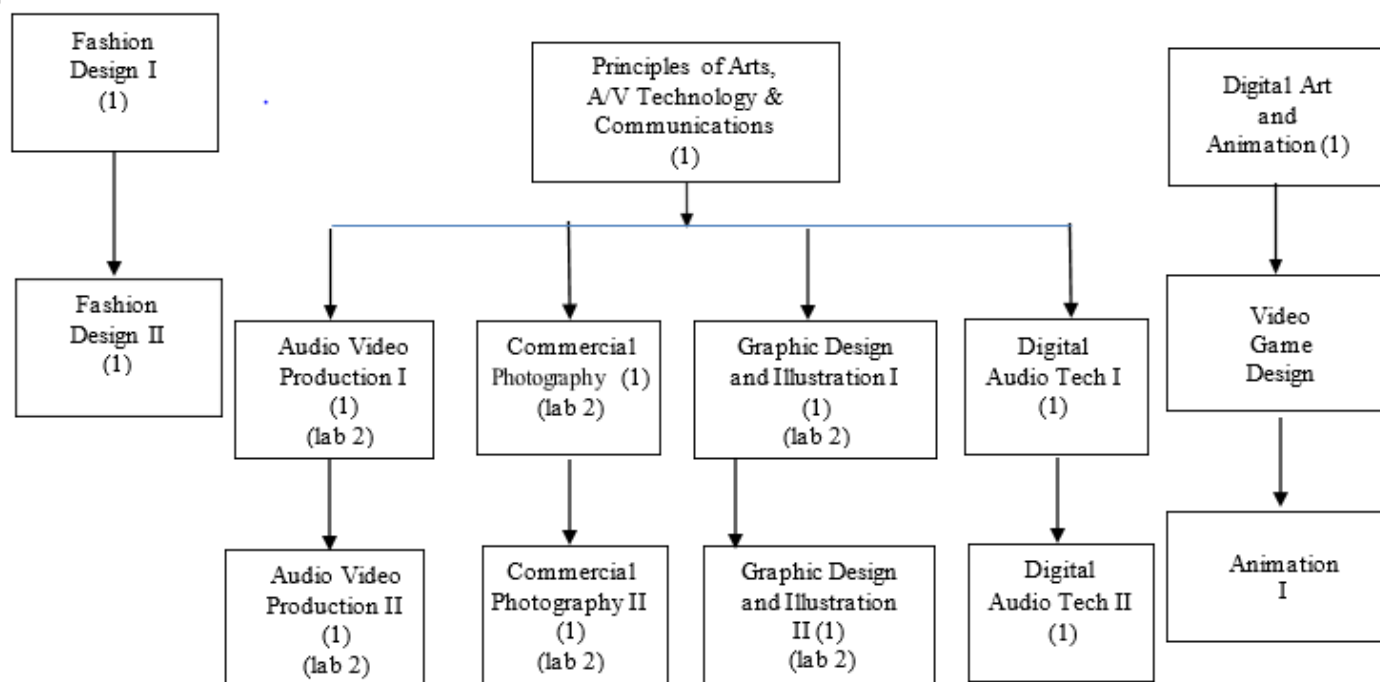 Fashion
Design I
(1)
Principles of Arts,
A/V Technology &
Communications
(1)
Digital Art
and
Animation (1)
Fashion
Design II
(1)
Audio Video
Production I
(1)
(lab 2)
Commercial
Photography (1)
(lab 2)
Graphic Design
and Illustration I
(1)
(lab 2)
Digital
Audio Tech I
(1)
Video
Game
Design
Audio Video
Production II
(1)
(lab 2)
Commercial
Photography II
(1)
(lab 2)
Graphic Design
and Illustration
II (1)
(lab 2)
Digital
Audio Tech II
(1)
Animation
I